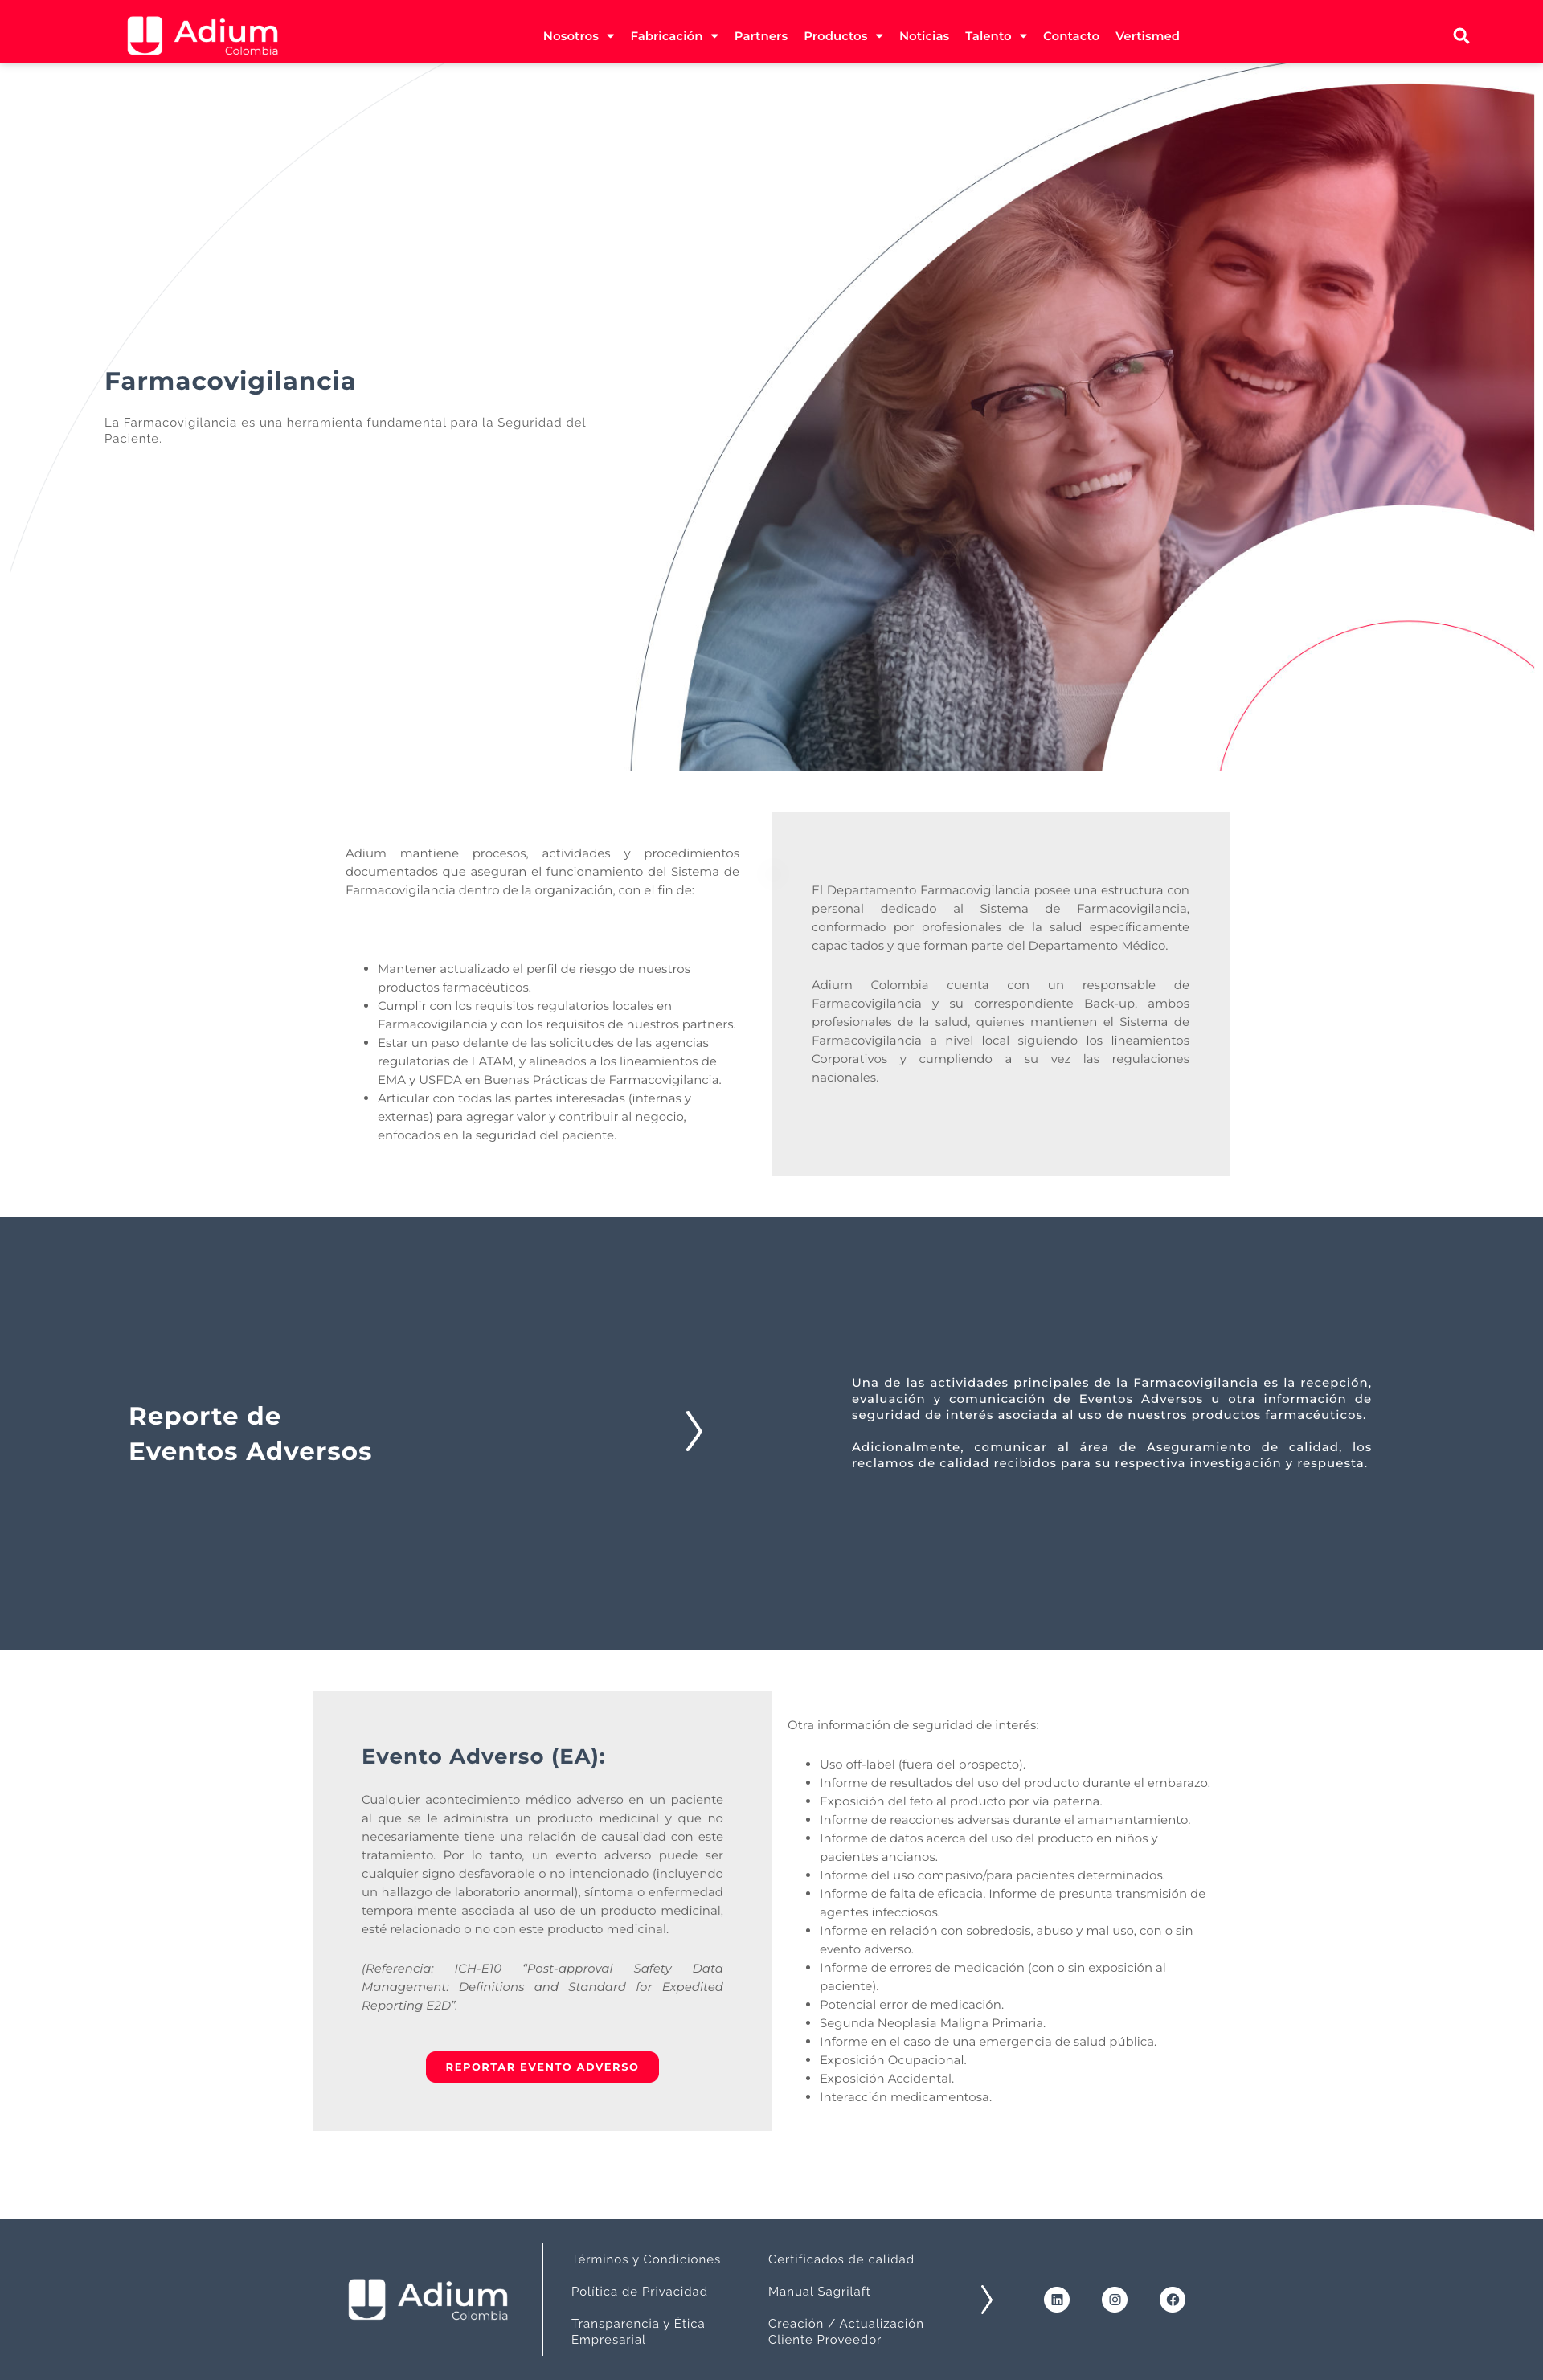 Adium
Colombia
Nosotros
Fabricación
Partners
Productos
Noticias
Talento
Contacto
Vertismed
Farmacovigilancia
La Farmacovigilancia es una herramienta fundamental para la Seguridad del
Paciente.
Adium mantiene procesos, actividades y procedimientos
documentados que aseguran el funcionamiento del Sistema de
Farmacovigilancia dentro de la organización, con el fin de:
Mantener actualizado el perfil de riesgo de nuestros
productos farmacéuticos.
Cumplir con los requisitos regulatorios locales en
Farmacovigilancia y con los requisitos de nuestros partners.
Estar un paso delante de las solicitudes de las agencias
regulatorias de LATAM, y alineados a los lineamientos de
EMA y USFDA en Buenas Prácticas de Farmacovigilancia.
Articular con todas las partes interesadas (internas y
externas) para agregar valor y contribuir al negocio,
enfocados en la seguridad del paciente.
El Departamento Farmacovigilancia posee una estructura con
personal dedicado al Sistema de Farmacovigilancia,
conformado por profesionales de la salud específicamente
capacitados y que forman parte del Departamento Médico.
Adium Colombia cuenta con un responsable de
Farmacovigilancia y su correspondiente Back-up, ambos
profesionales de la salud, quienes mantienen el Sistema de
Farmacovigilancia a nivel local siguiendo los lineamientos
Corporativos y cumpliendo a su vez las regulaciones
nacionales.
Reporte de
Eventos Adversos
Una de las actividades principales de la Farmacovigilancia es la recepción,
evaluación y comunicación de Eventos Adversos u otra información de
seguridad de interés asociada al uso de nuestros productos farmacéuticos.
Adicionalmente, comunicar al área de Aseguramiento de calidad, los
reclamos de calidad recibidos para su respectiva investigación y respuesta.
Evento Adverso (EA):
Cualquier acontecimiento médico adverso en un paciente
al que se le administra un producto medicinal y que no
necesariamente tiene una relación de causalidad con este
tratamiento. Por lo tanto, un evento adverso puede ser
cualquier signo desfavorable o no intencionado (incluyendo
un hallazgo de laboratorio anormal), síntoma o enfermedad
temporalmente asociada al uso de un producto medicinal,
esté relacionado o no con este producto medicinal.
(Referencia: ICH-E10 “Post-approval Safety Data
Management: Definitions and Standard for Expedited
Reporting E2D”.
REPORTAR EVENTO ADVERSO
Otra información de seguridad de interés:
Uso off-label (fuera del prospecto).
Informe de resultados del uso del producto durante el embarazo.
Exposición del feto al producto por vía paterna.
Informe de reacciones adversas durante el amamantamiento.
Informe de datos acerca del uso del producto en niños y
pacientes ancianos.
Informe del uso compasivo/para pacientes determinados.
Informe de falta de eficacia. Informe de presunta transmisión de
agentes infecciosos.
Informe en relación con sobredosis, abuso y mal uso, con o sin
evento adverso.
Informe de errores de medicación (con o sin exposición al
paciente).
Potencial error de medicación.
Segunda Neoplasia Maligna Primaria.
Informe en el caso de una emergencia de salud pública.
Exposición Ocupacional.
Exposición Accidental.
Interacción medicamentosa.
Adium
Colombia
Términos y Condiciones
Política de Privacidad
Transparencia y Ética
Empresarial
Certificados de calidad
Manual Sagrilaft
Creación / Actualización
Cliente Proveedor